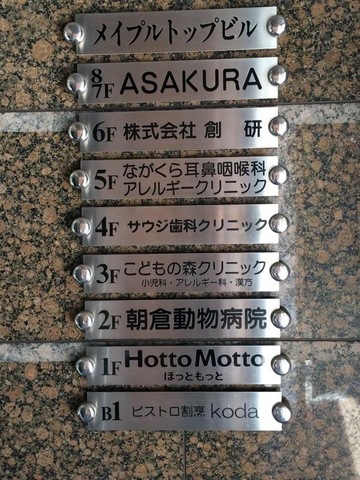 メイプルトップビル
8
7F ASAKURA
6F 株式会社 創 研
5F ながくら耳鼻咽喉科
アレルギークリニック
4F サウジ歯科クリニック
3F こどもの森クリニック
小児科・アレルギー科・漢方
2F 朝倉動物病院
1F Hotto Motto
ほっともっと
B1 ビストロ割烹 koda